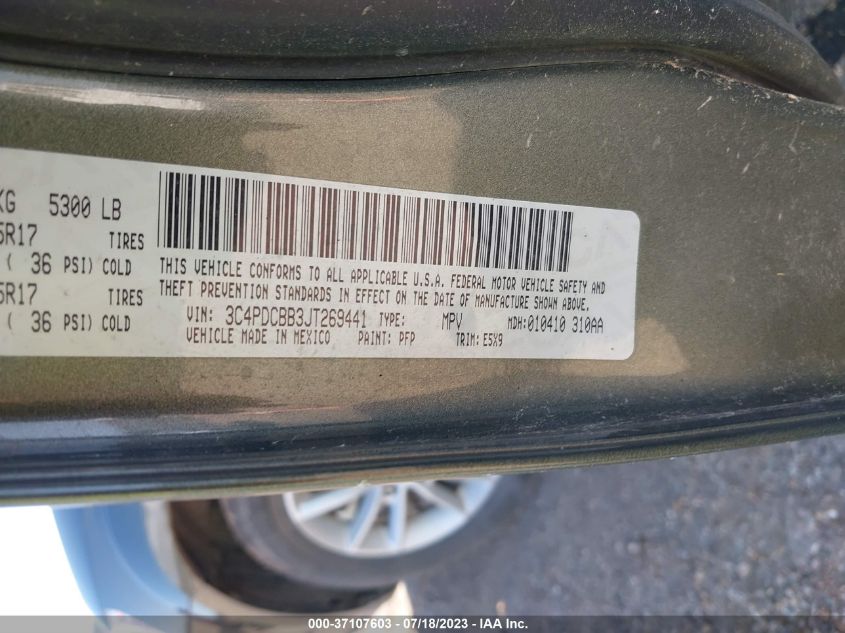 KG 5300 LB
5R17 TIRES
( 36 PSI) COLD
5R17 TIRES
( 36 PSI) COLD
THIS VEHICLE CONFORMS TO ALL APPLICABLE U.S.A. FEDERAL MOTOR VEHICLE SAFETY AND
THEFT PREVENTION STANDARDS IN EFFECT ON THE DATE OF MANUFACTURE SHOWN ABOVE.
VIN: 3C4PDCBB3JT269441 TYPE: MPV MDH:010410 310AA
VEHICLE MADE IN MEXICO PAINT: PFP TRIM: E5X9
000-37107603 - 07/18/2023 - IAA Inc.